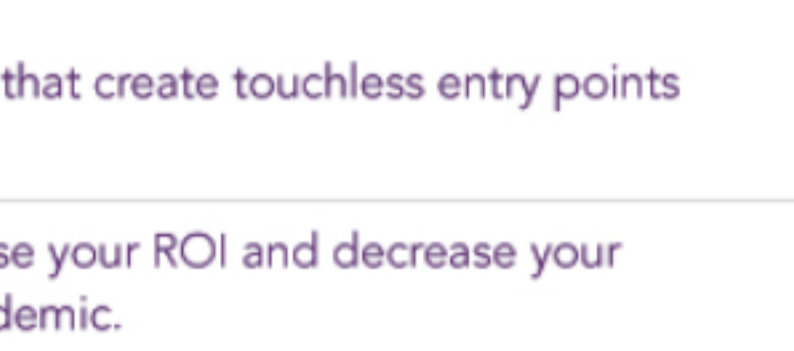 that create touchless entry points
se your ROI and decrease your
demic.